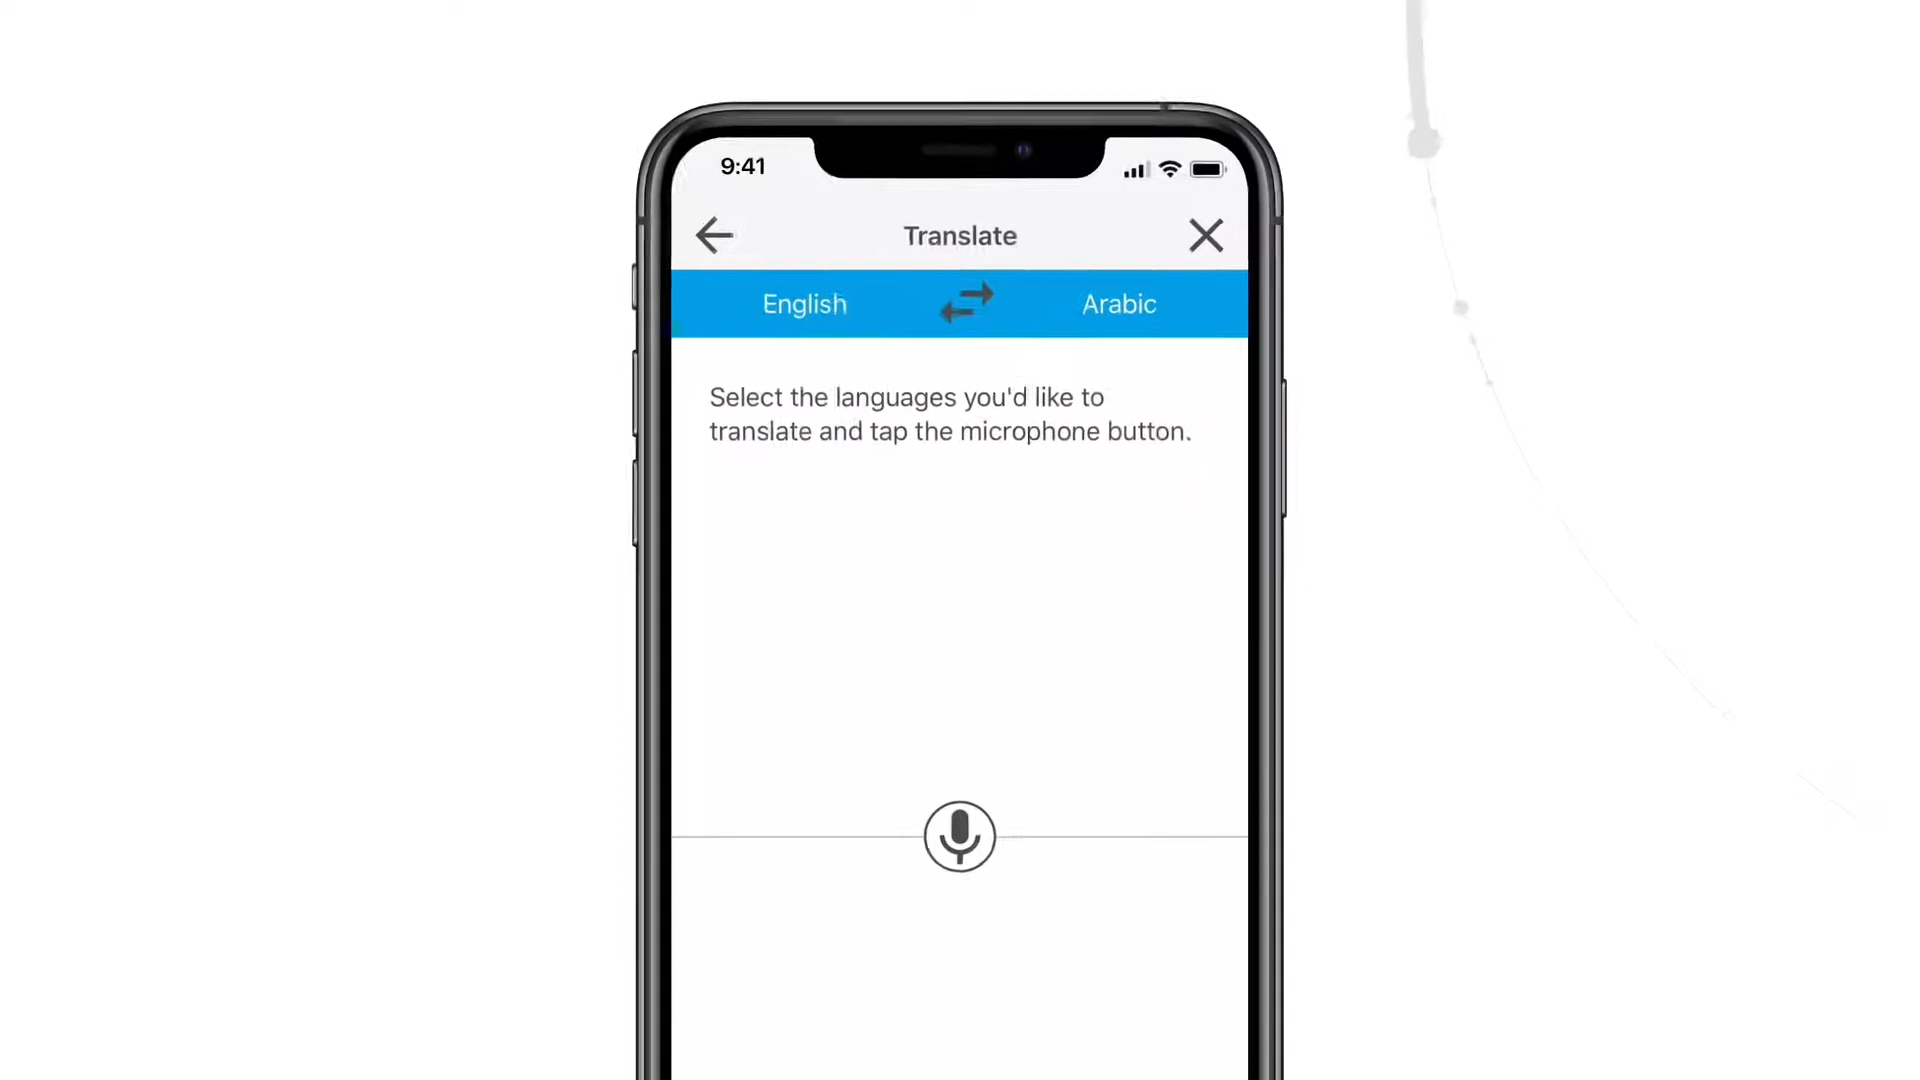 9:41
Translate
English
Arabic
Select the languages you'd like to
translate and tap the microphone button.